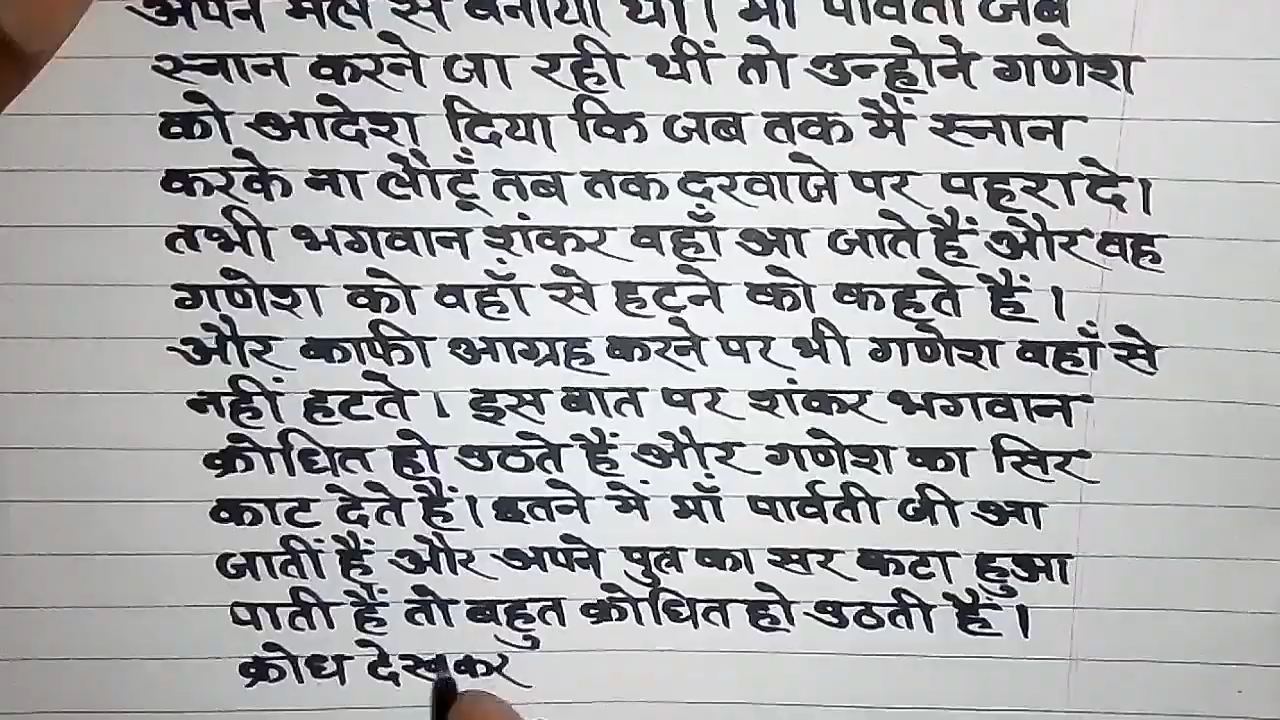 अपने मैल से बनाया था। माँ पार्वती जब
स्नान करने जा रही थीं तो उन्होने गणेश
को आदेश दिया कि जब तक मैं स्नान
करके ना लौटूँ तब तक दरवाजे पर पहरा दे।
तभी भगवान शंकर वहाँ आ जाते हैं और वह
गणेश को वहाँ से हटने को कहते हैं।
और काफी आग्रह करने पर भी गणेश वहाँ से
नहीं हटते। इस बात पर शंकर भगवान
क्रोधित हो उठते हैं और गणेश का सिर
काट देते हैं। इतने में माँ पार्वती जी आ
जातीं हैं और अपने पुत्र का सर कटा हुआ
पाती हैं तो बहुत क्रोधित हो उठती हैं।
क्रोध देखकर